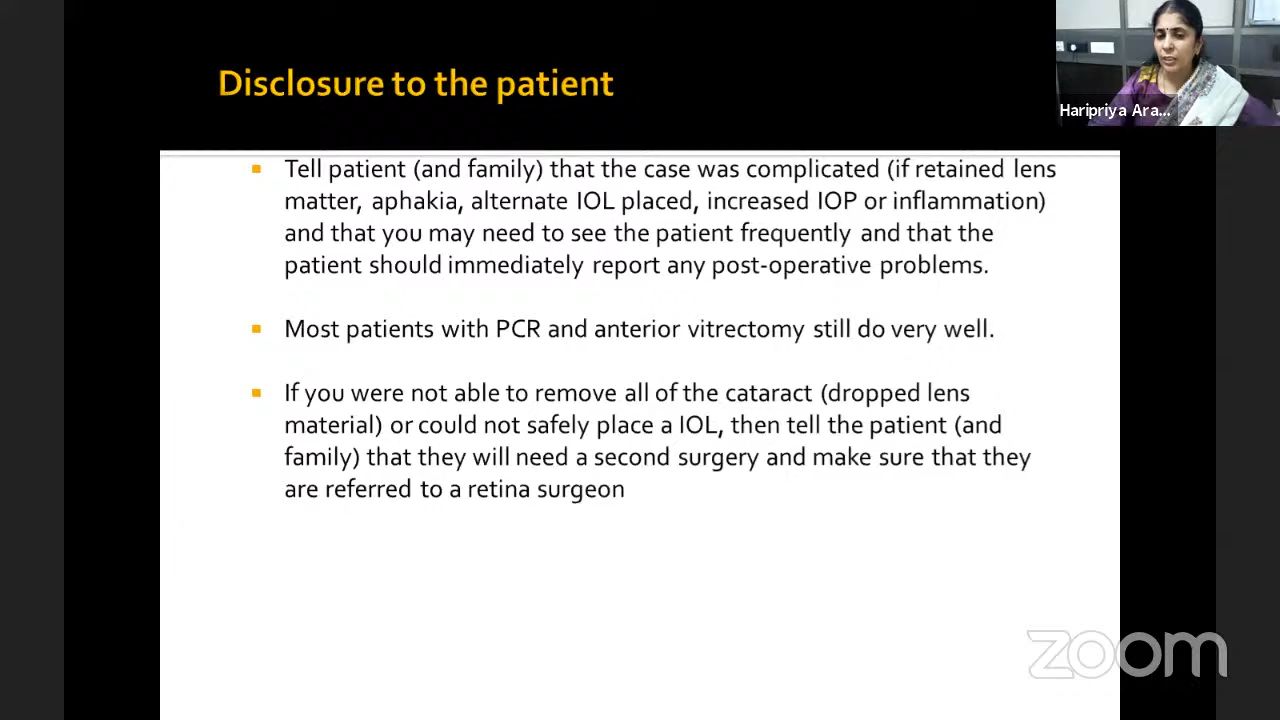 Disclosure to the patient
Haripriya Ara...
Tell patient (and family) that the case was complicated (if retained lens
matter, aphakia, alternate IOL placed, increased IOP or inflammation)
and that you may need to see the patient frequently and that the
patient should immediately report any post-operative problems.
Most patients with PCR and anterior vitrectomy still do very well.
If you were not able to remove all of the cataract (dropped lens
material) or could not safely place a IOL, then tell the patient (and
family) that they will need a second surgery and make sure that they
are referred to a retina surgeon
zoom